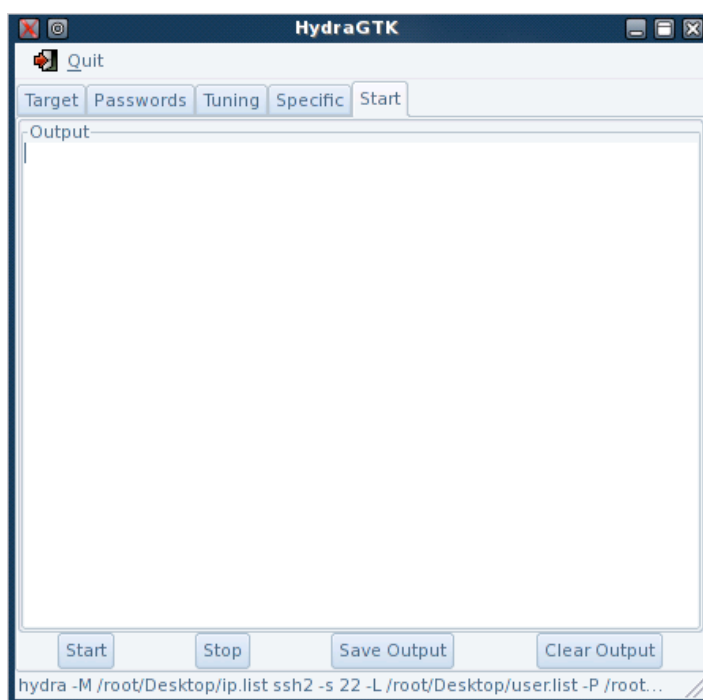 HydraGTK
Quit
Target Passwords Tuning Specific Start
Output
Start Stop Save Output Clear Output
hydra -M /root/Desktop/ip.list ssh2 -s 22 -L /root/Desktop/user.list -P /root...